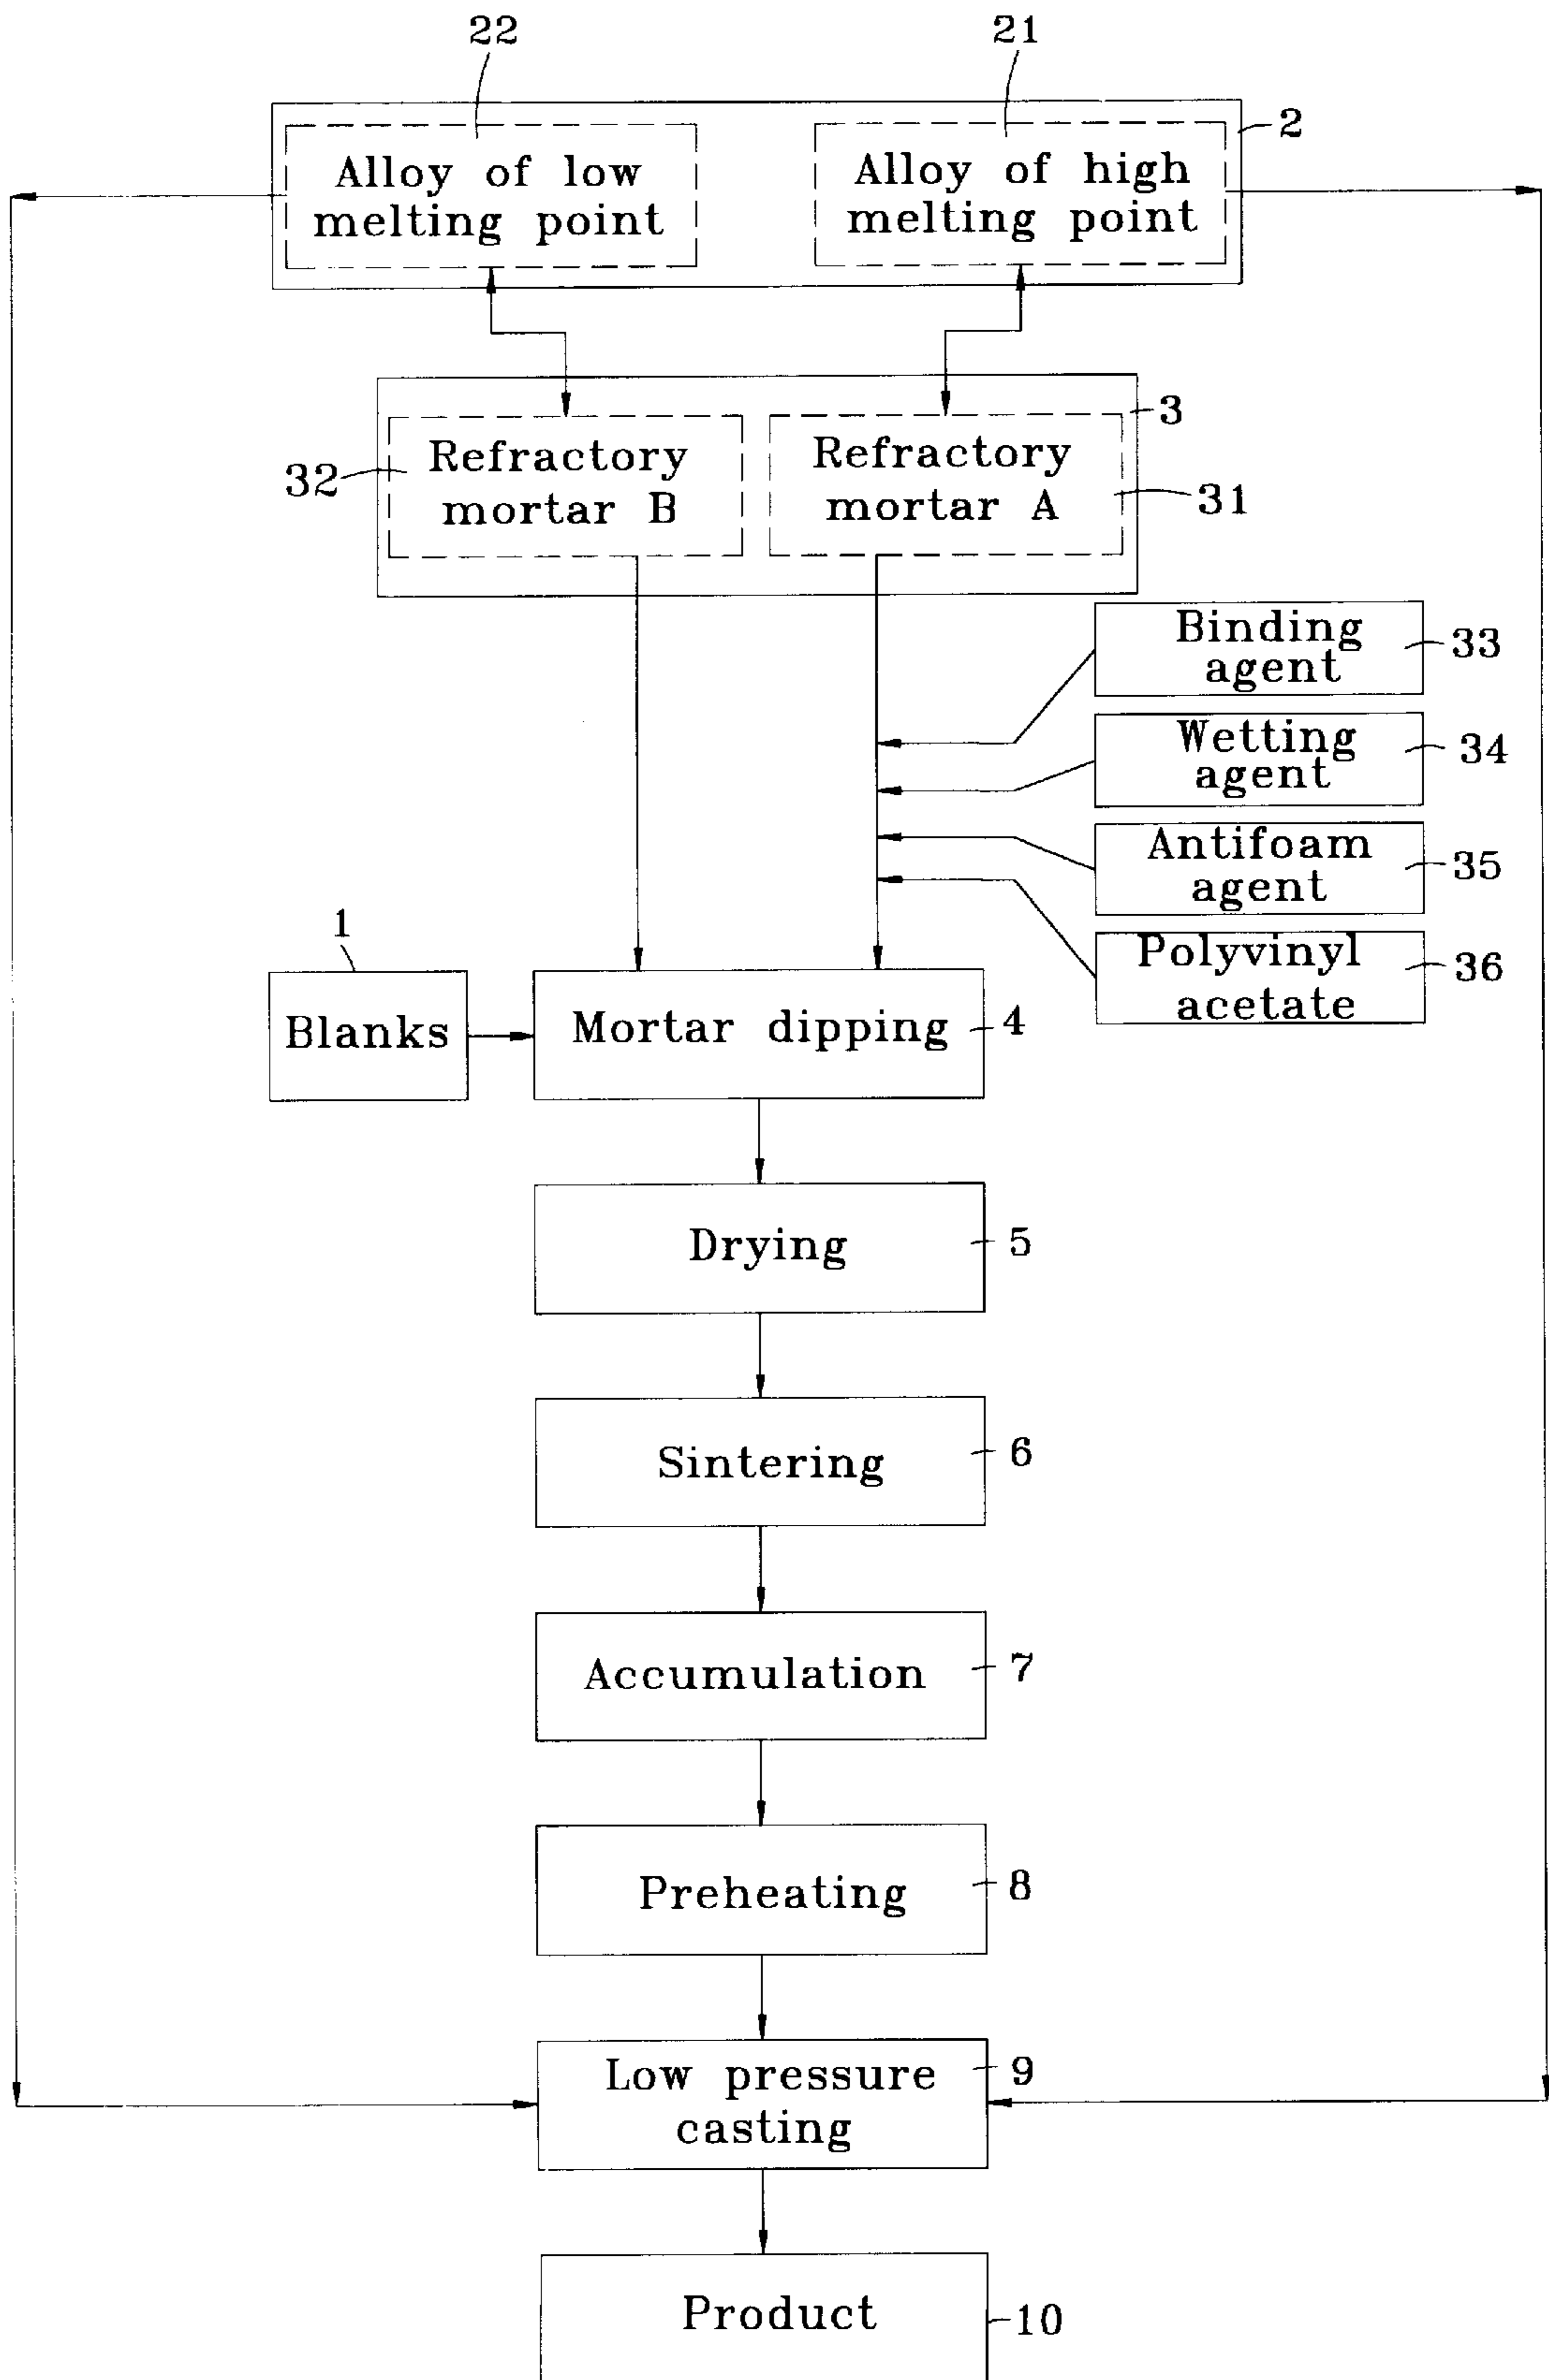 22
21
2
Alloy of low
melting point
Alloy of high
melting point
3
32
Refractory
mortar B
Refractory
mortar A
31
Binding
agent
33
Wetting
agent
34
Antifoam
agent
35
Polyvinyl
acetate
36
1
Blanks
Mortar dipping
4
Drying
5
Sintering
6
Accumulation
7
Preheating
8
Low pressure
casting
9
Product
10